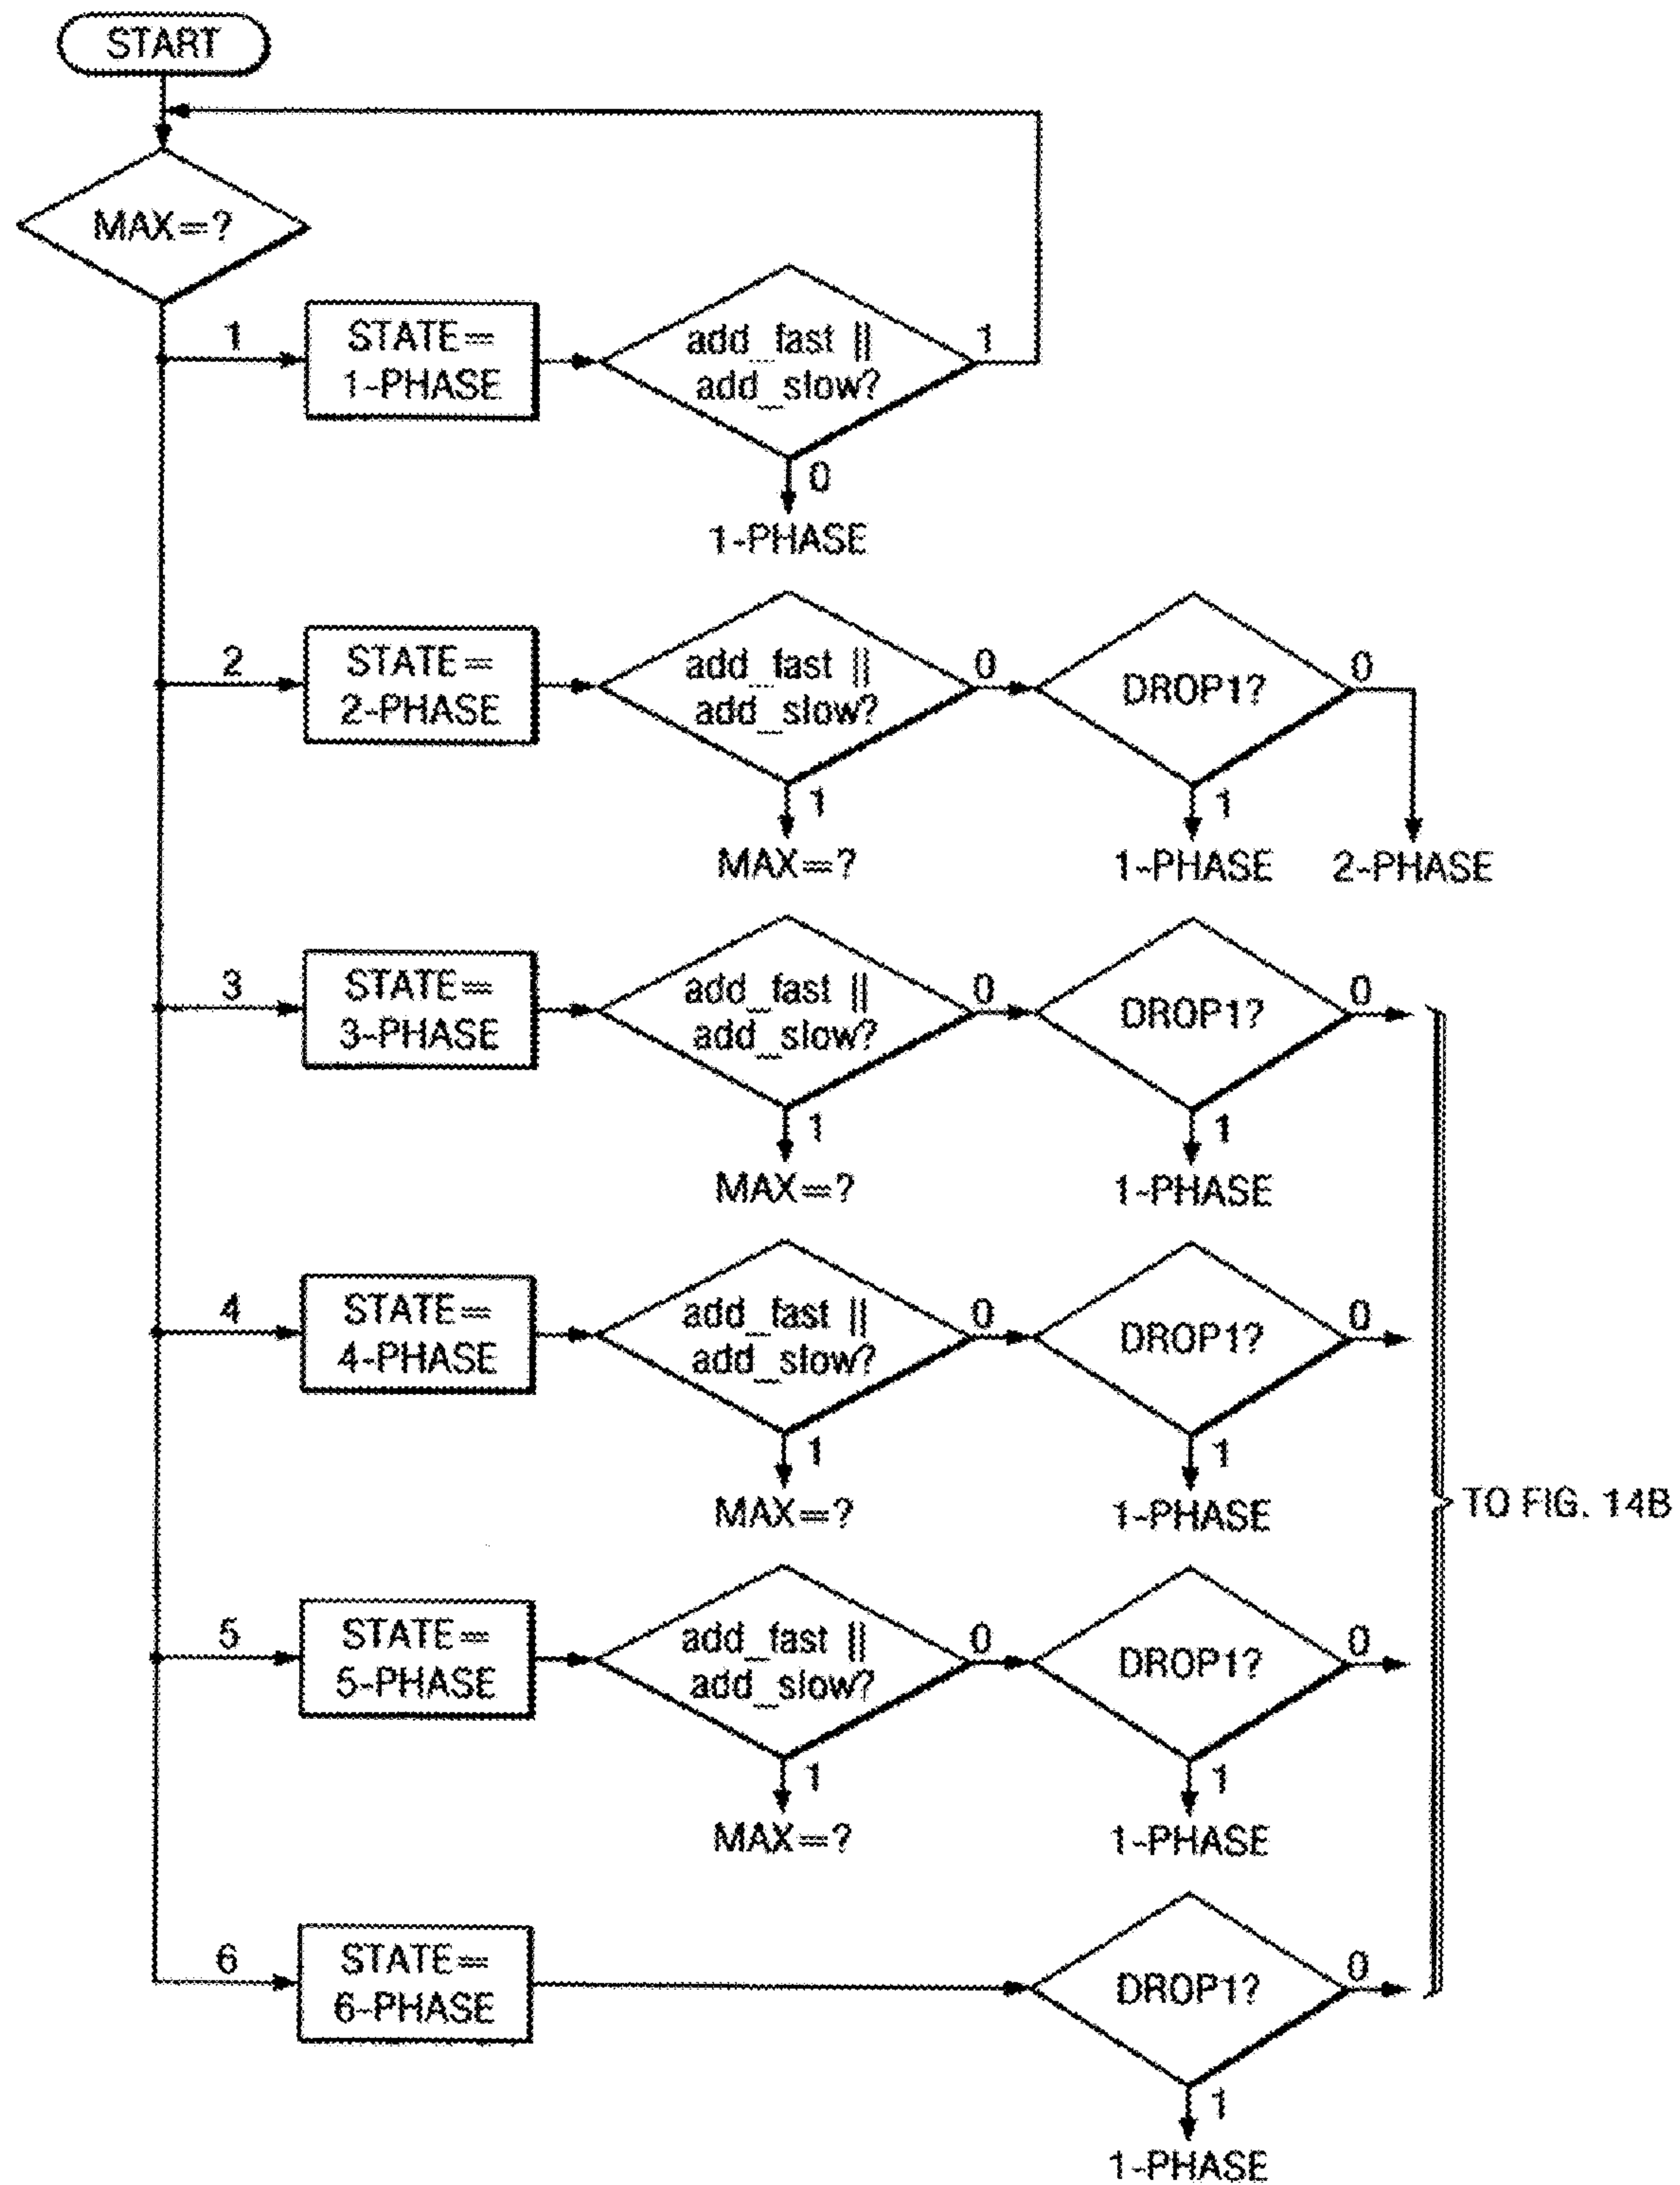 START
MAX=?
1
STATE=
1-PHASE
add_fast ||
add_slow?
1
0
1-PHASE
2
STATE=
2-PHASE
add_fast ||
add_slow?
0
DROP1?
0
1
MAX=?
1
1-PHASE
2-PHASE
3
STATE=
3-PHASE
add_fast ||
add_slow?
0
DROP1?
0
1
MAX=?
1
1-PHASE
4
STATE=
4-PHASE
add_fast ||
add_slow?
0
DROP1?
0
1
MAX=?
1
1-PHASE
TO FIG. 14B
5
STATE=
5-PHASE
add_fast ||
add_slow?
0
DROP1?
0
1
MAX=?
1
1-PHASE
6
STATE=
6-PHASE
DROP1?
0
1
1-PHASE